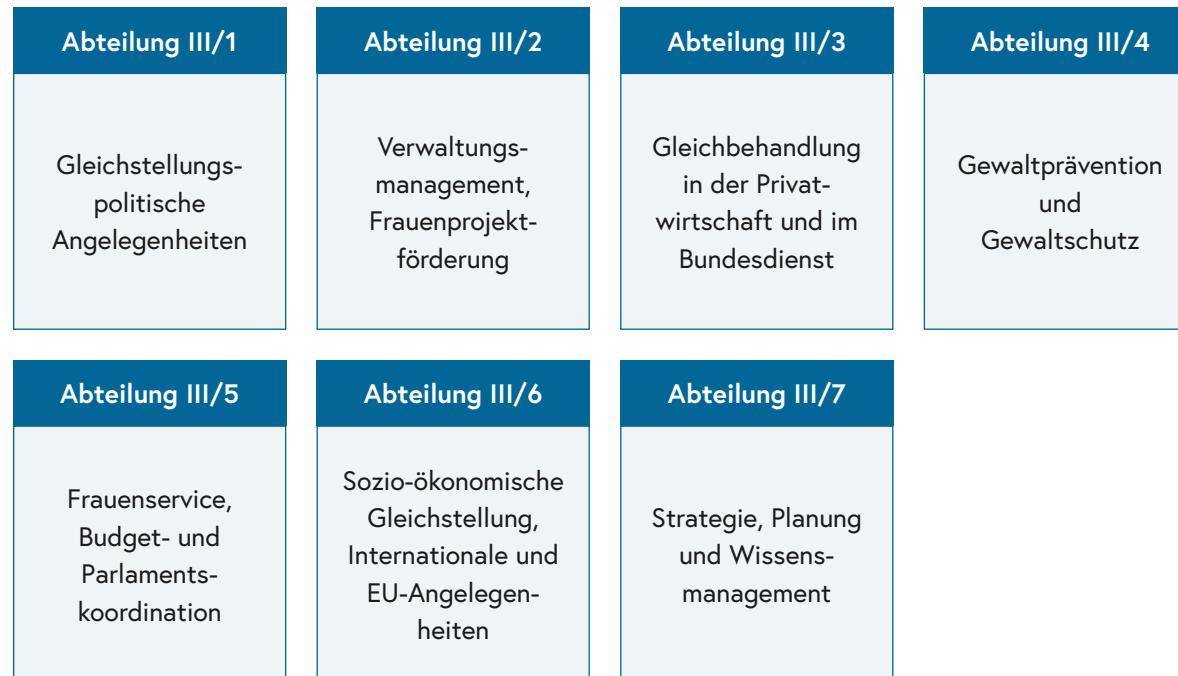 Abteilung III/1
Gleichstellungs-
politische
Angelegenheiten
Abteilung III/2
Verwaltungs-
management,
Frauenprojekt-
förderung
Abteilung III/3
Gleichbehandlung
in der Privat-
wirtschaft und im
Bundesdienst
Abteilung III/4
Gewaltprävention
und
Gewaltschutz
Abteilung III/5
Frauenservice,
Budget- und
Parlaments-
koordination
Abteilung III/6
Sozio-ökonomische
Gleichstellung,
Internationale und
EU-Angelegen-
heiten
Abteilung III/7
Strategie, Planung
und Wissens-
management